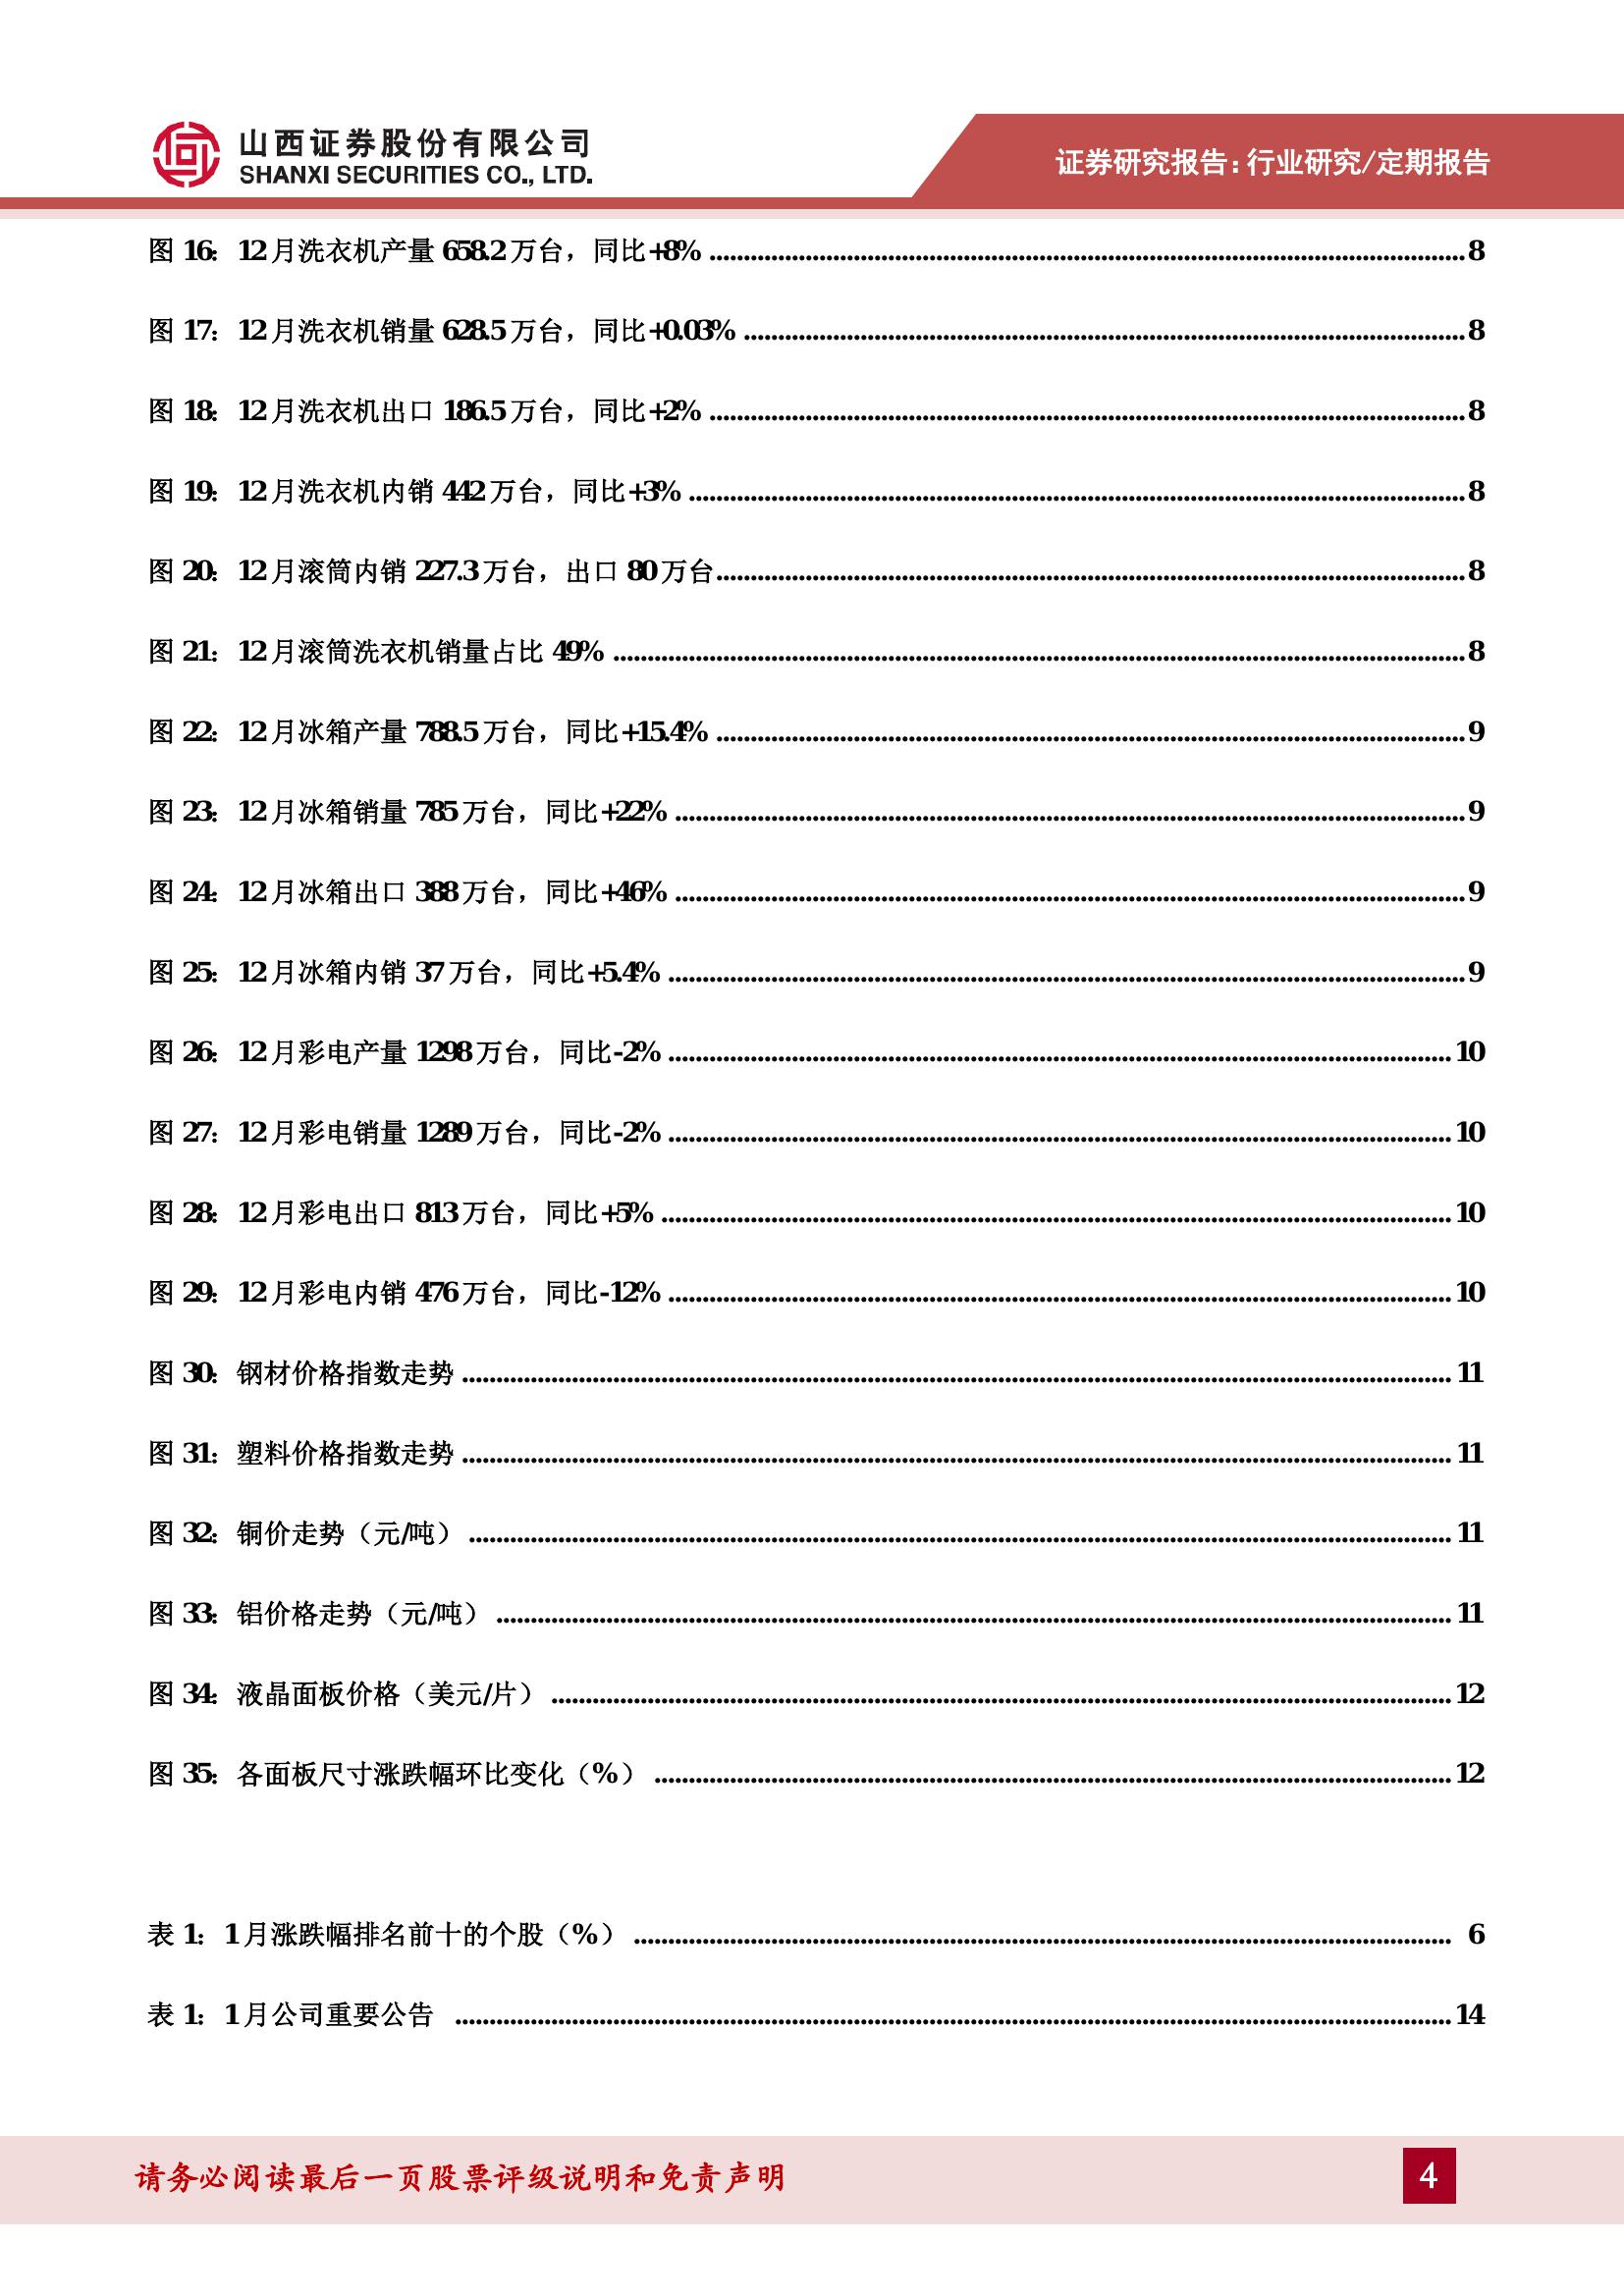 山西证券股份有限公司
SHANXI SECURITIES CO., LTD.
证券研究报告：行业研究/定期报告
图 16：12 月洗衣机产量 658.2 万台，同比+8% ........................ 8
图 17：12 月洗衣机销量 628.5 万台，同比+0.03% ........................ 8
图 18：12 月洗衣机出口 186.5 万台，同比+2% ........................ 8
图 19：12 月洗衣机内销 442 万台，同比+3% ........................ 8
图 20：12 月滚筒内销 227.3 万台，出口 80 万台 ........................ 8
图 21：12 月滚筒洗衣机销量占比 49% ........................ 8
图 22：12 月冰箱产量 788.5 万台，同比+15.4% ........................ 9
图 23：12 月冰箱销量 785 万台，同比+22% ........................ 9
图 24：12 月冰箱出口 388 万台，同比+46% ........................ 9
图 25：12 月冰箱内销 37 万台，同比+5.4% ........................ 9
图 26：12 月彩电产量 1298 万台，同比-2% ........................ 10
图 27：12 月彩电销量 1289 万台，同比-2% ........................ 10
图 28：12 月彩电出口 813 万台，同比+5% ........................ 10
图 29：12 月彩电内销 476 万台，同比-12% ........................ 10
图 30：钢材价格指数走势 ........................ 11
图 31：塑料价格指数走势 ........................ 11
图 32：铜价走势（元/吨） ........................ 11
图 33：铝价格走势（元/吨） ........................ 11
图 34：液晶面板价格（美元/片） ........................ 12
图 35：各面板尺寸涨跌幅环比变化（%） ........................ 12
表 1：1 月涨跌幅排名前十的个股（%） ........................ 6
表 1：1 月公司重要公告 ........................ 14
请务必阅读最后一页股票评级说明和免责声明
4